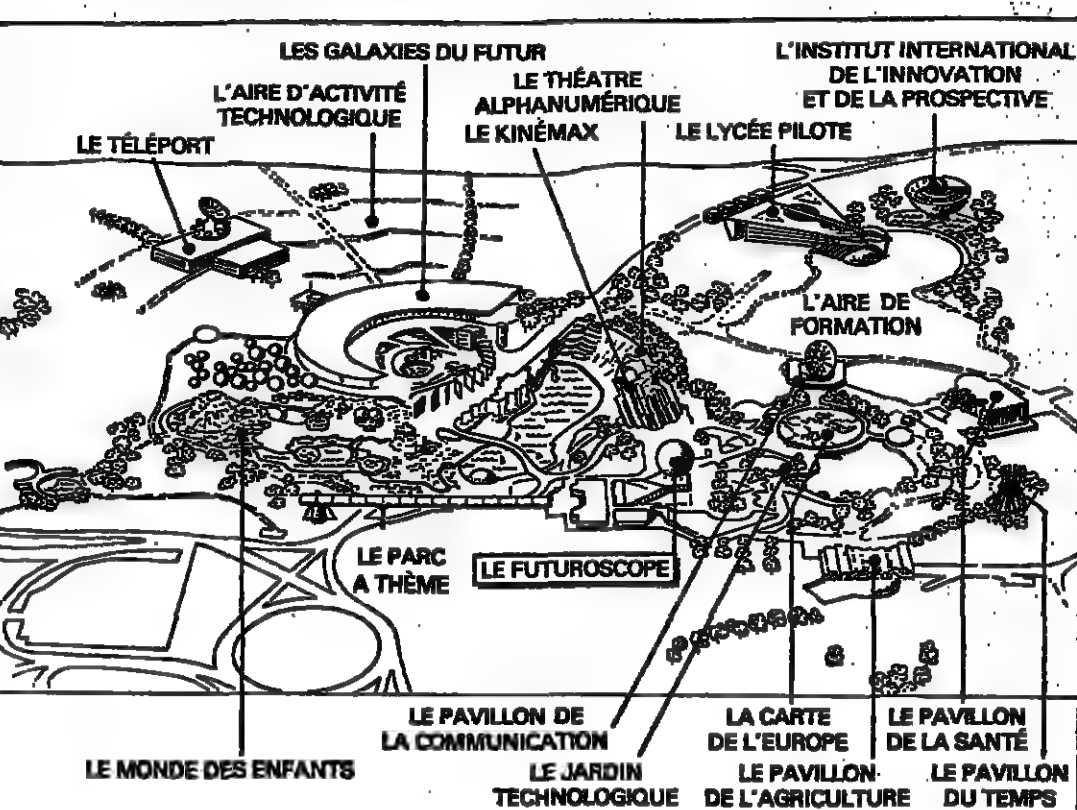 LES GALAXIES DU FUTUR
L'INSTITUT INTERNATIONAL
DE L'INNOVATION
ET DE LA PROSPECTIVE
LE THÉATRE
ALPHANUMÉRIQUE
L'AIRE D'ACTIVITÉ
TECHNOLOGIQUE
LE KINÉMAX
LE LYCÉE PILOTE
LE TÉLÉPORT
L'AIRE DE
FORMATION
LE PARC
A THÈME
LE FUTUROSCOPE
LE PAVILLON DE
LA COMMUNICATION
LA CARTE
DE L'EUROPE
LE PAVILLON
DE LA SANTÉ
LE MONDE DES ENFANTS
LE JARDIN
TECHNOLOGIQUE
LE PAVILLON
DE L'AGRICULTURE
LE PAVILLON
DU TEMPS